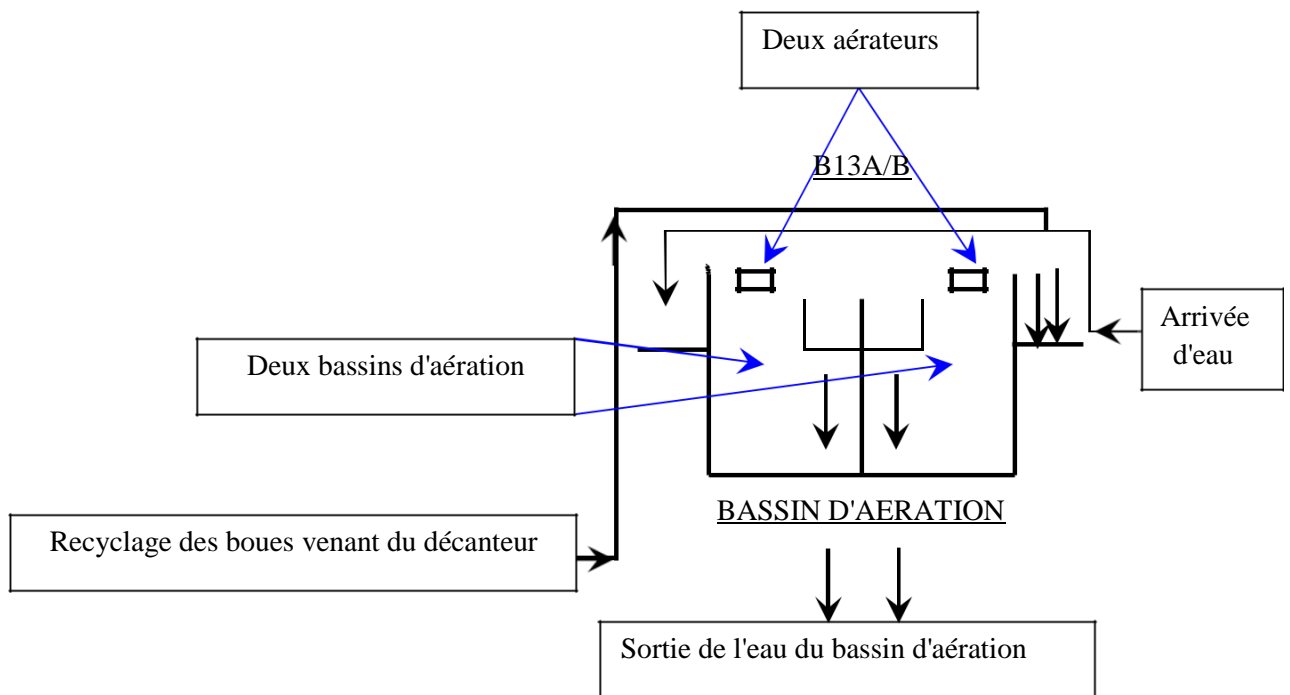 Deux aérateurs
B13A/B
Arrivée
d'eau
Deux bassins d'aération
BASSIN D'AERATION
Recyclage des boues venant du décanteur
Sortie de l'eau du bassin d'aération